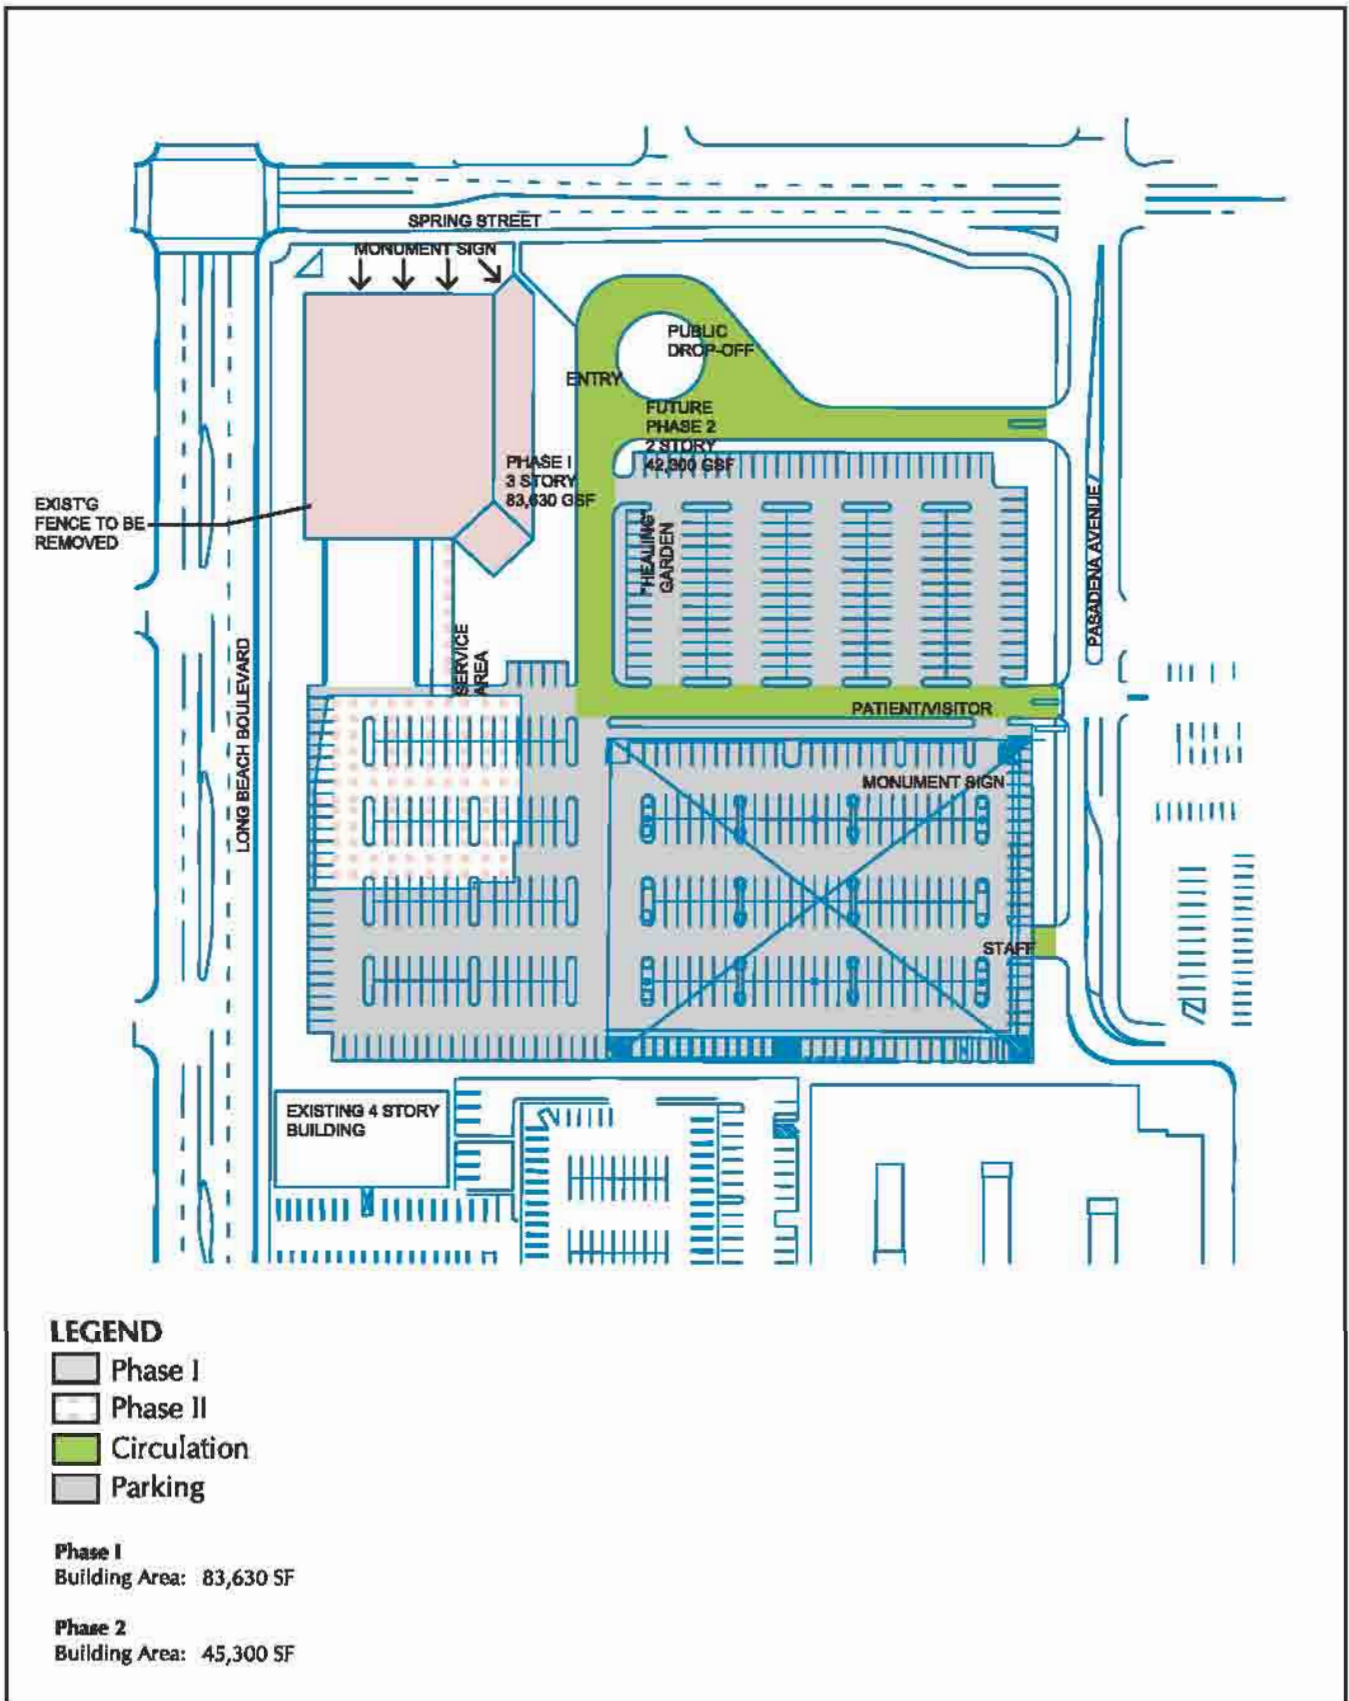 SPRING STREET
MONUMENT SIGN
PUBLIC
DROP-OFF
ENTRY
FUTURE
PHASE 2
2 STORY
42,300 GSF
PHASE I
3 STORY
83,630 GSF
EXIST'G
FENCE TO BE
REMOVED
"HEALING"
GARDEN
PASADENA AVENUE
LONG BEACH BOULEVARD
SERVICE
AREA
PATIENT/VISITOR
MONUMENT SIGN
STAFF
EXISTING 4 STORY
BUILDING
LEGEND
Phase I
Phase II
Circulation
Parking
Phase I
Building Area: 83,630 SF
Phase 2
Building Area: 45,300 SF